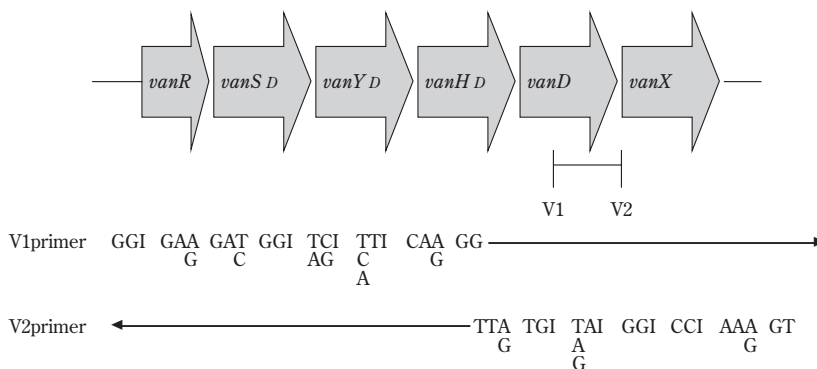 vanR vanS D vanY D vanH D vanD vanX
V1 V2
V1primer GGI GAA GAT GGI TCI TTI CAA GG
G C AG C G
A
V2primer TTA TGI TAI GGI CCI AAA GT
G A G
G